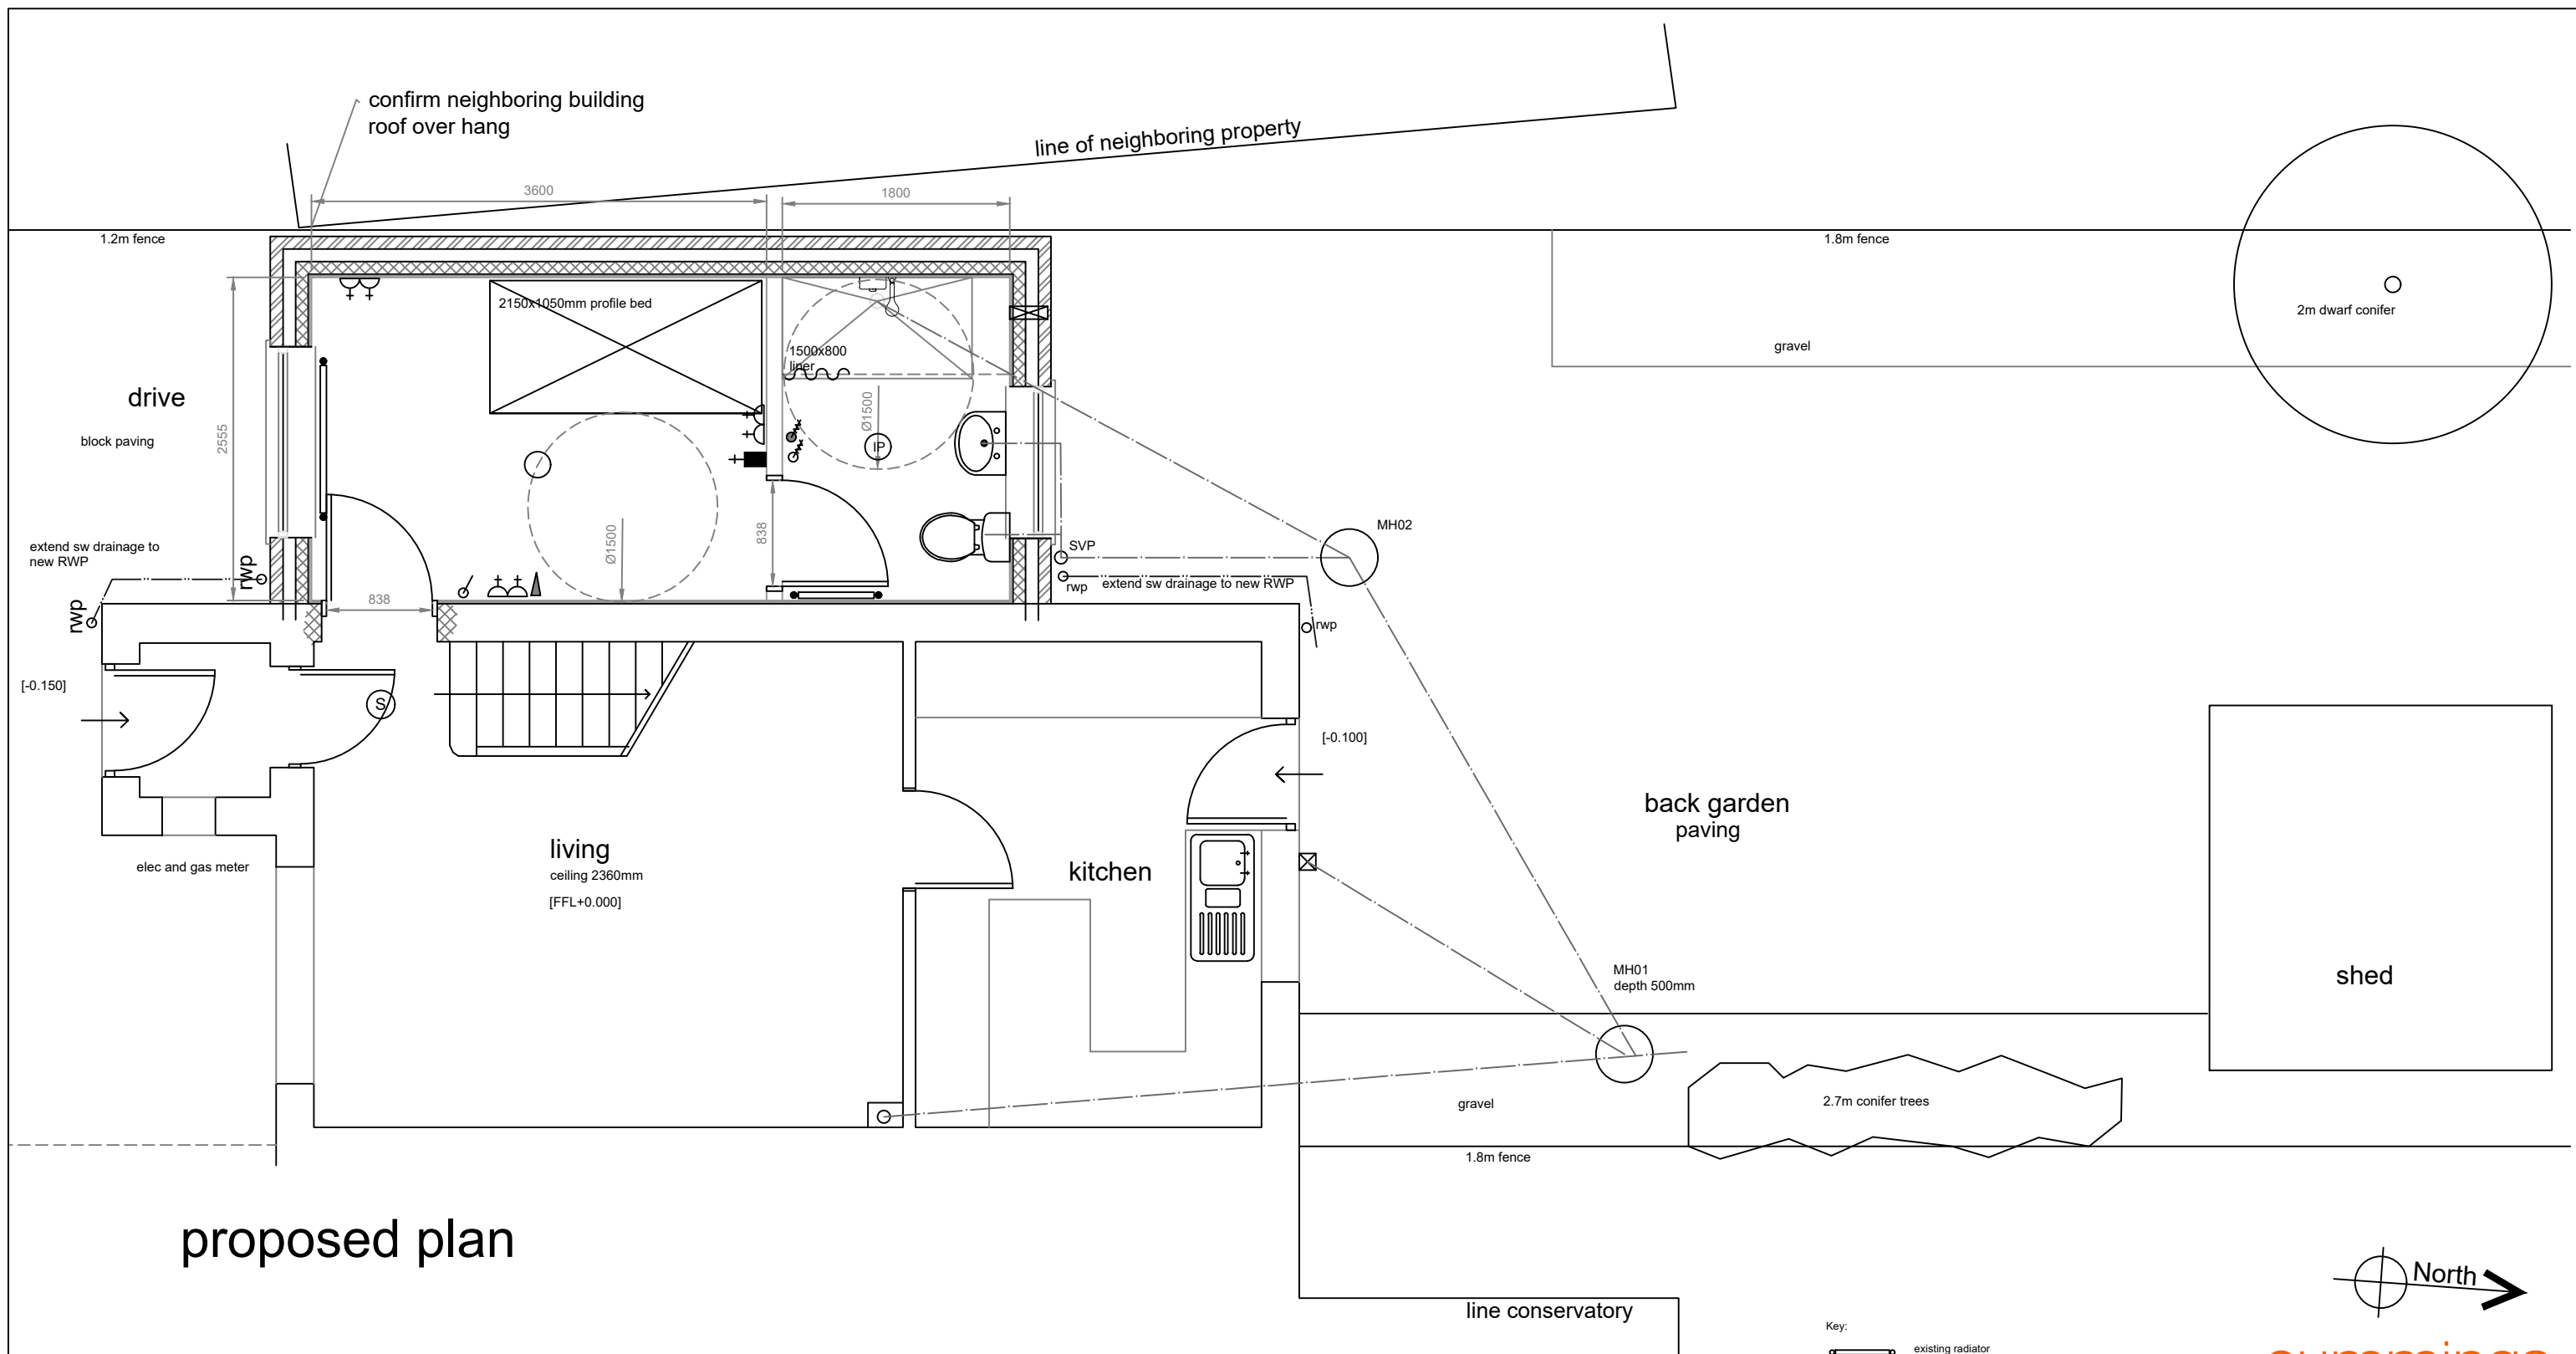 confirm neighboring building
roof over hang
line of neighboring property
3600
1800
1.2m fence
1.8m fence
2150x1050mm profile bed
2m dwarf conifer
1500x800
liner
gravel
drive
block paving
2555
Ø1500
IP
Ø1500
838
838
MH02
SVP
extend sw drainage to
new RWP
rwp
rwp
extend sw drainage to new RWP
rwp
rwp
[-0.150]
S
[-0.100]
back garden
paving
living
ceiling 2360mm
[FFL+0.000]
kitchen
elec and gas meter
MH01
depth 500mm
shed
gravel
2.7m conifer trees
1.8m fence
proposed plan
North
line conservatory
Key:
existing radiator